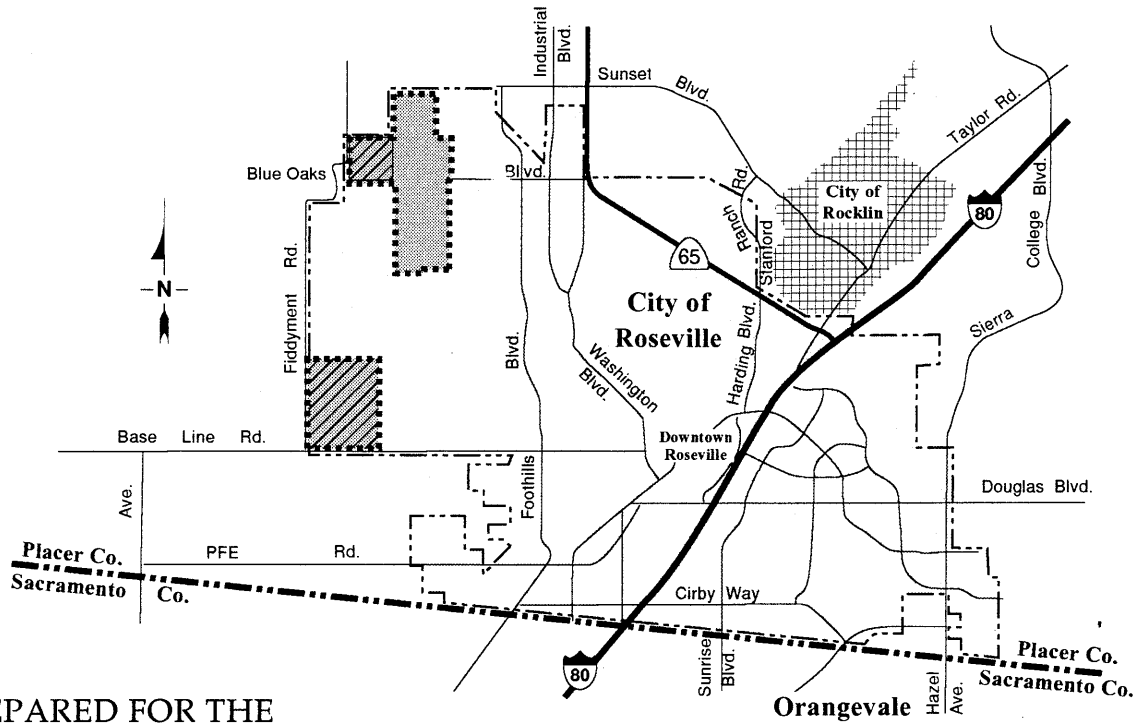 Industrial
Blvd.
Sunset
Blvd.
Taylor Rd.
College Blvd.
Blue Oaks
Blvd.
Ranch Rd.
City of
Rocklin
80
Stanford
65
N
Fiddyment Rd.
City of
Roseville
Sierra
Harding Blvd.
Blvd.
Washington
Blvd.
Base Line Rd.
Downtown
Roseville
Foothills
Douglas Blvd.
Ave.
PFE Rd.
Placer Co.
Sacramento Co.
Cirby Way
Sunrise
Blvd.
80
Placer Co.
Sacramento Co.
Hazel
Ave.
Orangevale
EPARED FOR THE